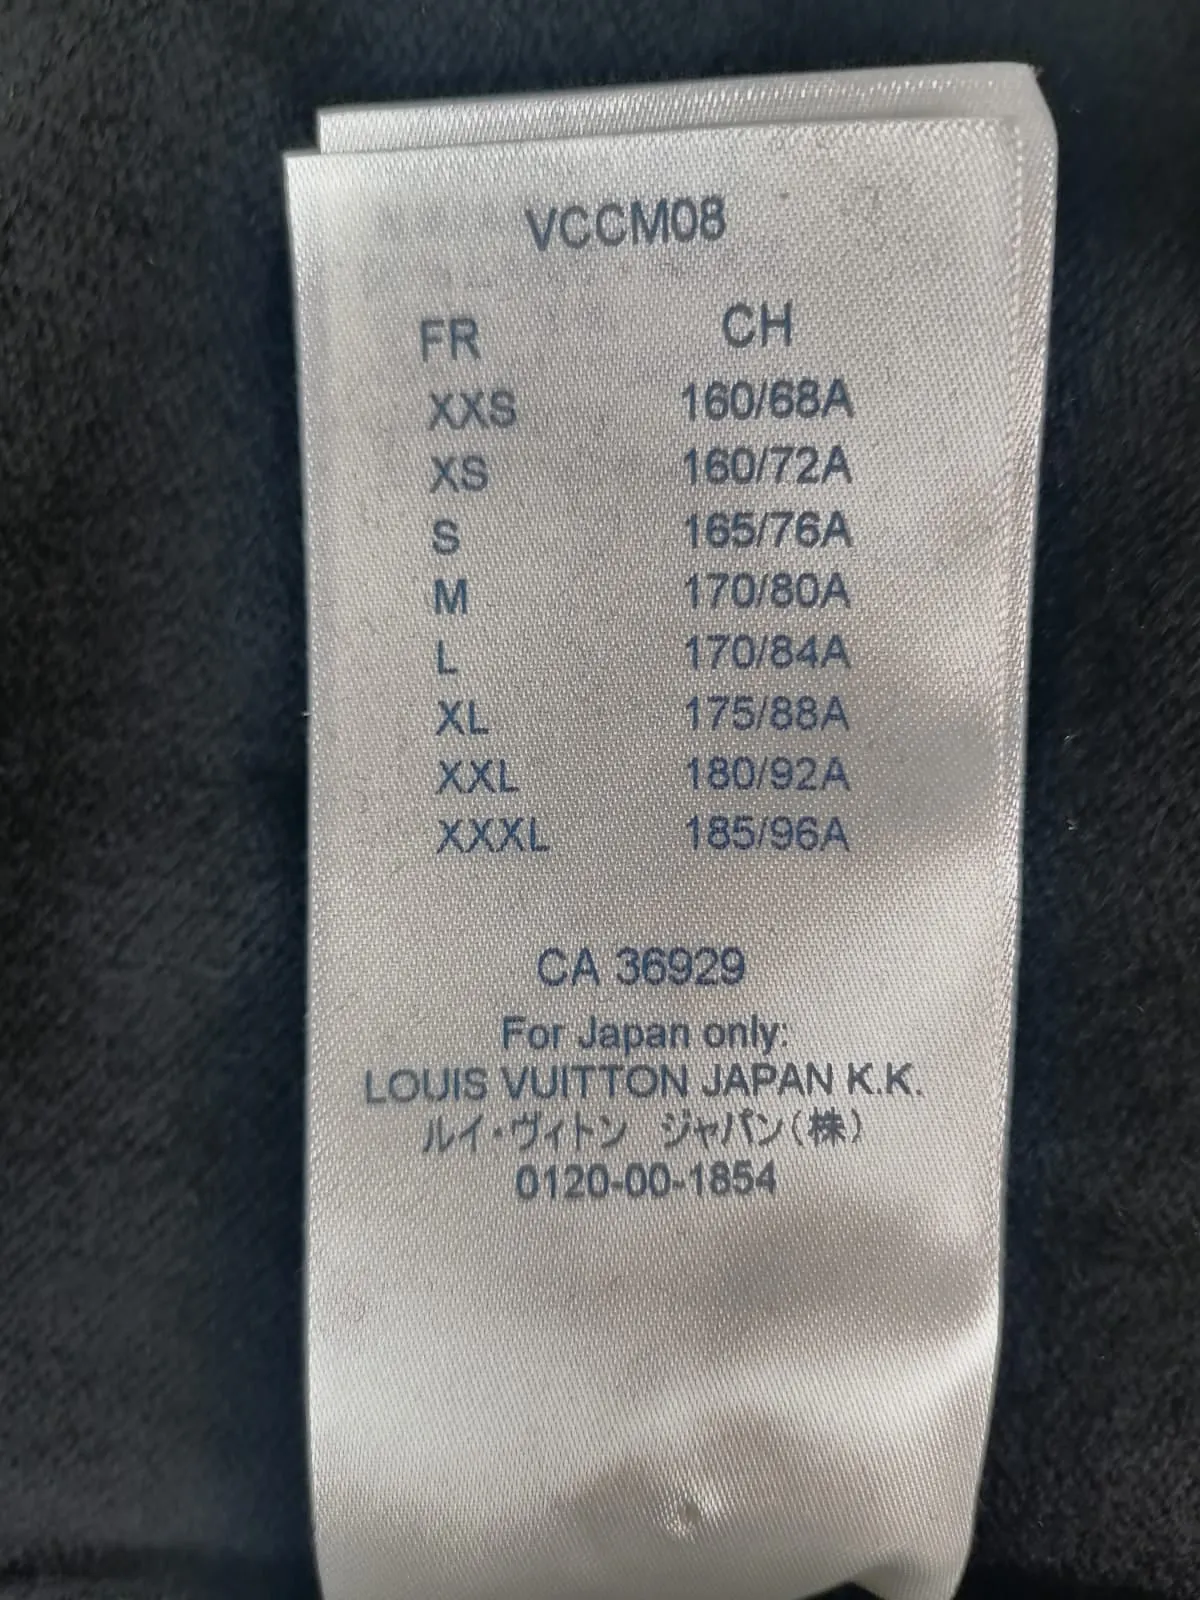 VCCM08
FR CH
XXS 160/68A
XS 160/72A
S 165/76A
M 170/80A
L 170/84A
XL 175/88A
XXL 180/92A
XXXL 185/96A
CA 36929
For Japan only:
LOUIS VUITTON JAPAN K.K.
ルイ・ヴィトン ジャパン(株)
0120-00-1854